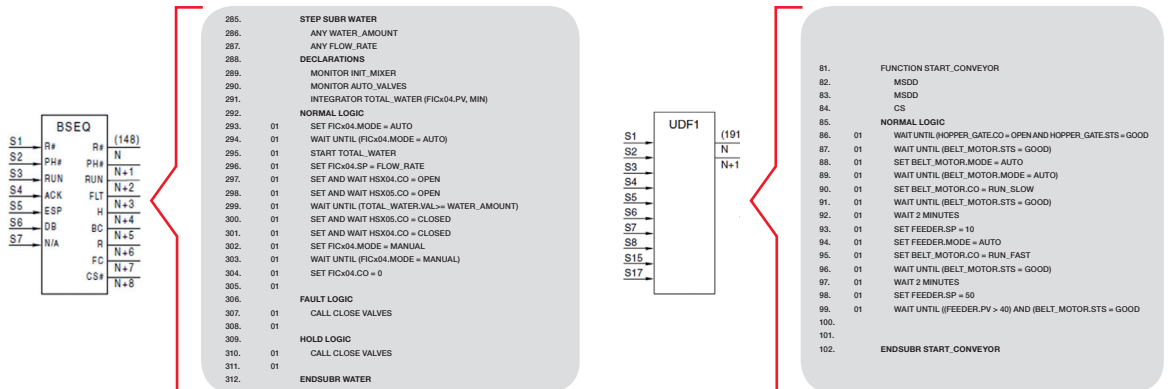 BSEQ
S1 R# R# (148)
N
S2 PH# PH#
N+1
S3 RUN RUN
N+2
S4 ACK FLT
N+3
S5 ESP H
N+4
S6 DB BC
N+5
S7 N/A R
N+6
FC
N+7
CS#
N+8
285. STEP SUBR WATER
286. ANY WATER_AMOUNT
287. ANY FLOW_RATE
288. DECLARATIONS
289. MONITOR INIT_MIXER
290. MONITOR AUTO_VALVES
291. INTEGRATOR TOTAL_WATER (FICx04.PV, MIN)
292. NORMAL LOGIC
293. 01 SET FICx04.MODE = AUTO
294. 01 WAIT UNTIL (FICx04.MODE = AUTO)
295. 01 START TOTAL_WATER
296. 01 SET FICx04.SP = FLOW_RATE
297. 01 SET AND WAIT HSX04.CO = OPEN
298. 01 SET AND WAIT HSX05.CO = OPEN
299. 01 WAIT UNTIL (TOTAL_WATER.VAL>= WATER_AMOUNT)
300. 01 SET AND WAIT HSX05.CO = CLOSED
301. 01 SET AND WAIT HSX04.CO = CLOSED
302. 01 SET FICx04.MODE = MANUAL
303. 01 WAIT UNTIL (FICx04.MODE = MANUAL)
304. 01 SET FICx04.CO = 0
305. 01
306. FAULT LOGIC
307. 01 CALL CLOSE VALVES
308. 01
309. HOLD LOGIC
310. 01 CALL CLOSE VALVES
311. 01
312. ENDSUBR WATER
UDF1
S1 (191
S2 N
S3 N+1
S4
S5
S6
S7
S8
S15
S17
81. FUNCTION START_CONVEYOR
82. MSDD
83. MSDD
84. CS
85. NORMAL LOGIC
86. 01 WAIT UNTIL (HOPPER_GATE.CO = OPEN AND HOPPER_GATE.STS = GOOD
87. 01 WAIT UNTIL (BELT_MOTOR.STS = GOOD)
88. 01 SET BELT_MOTOR.MODE = AUTO
89. 01 WAIT UNTIL (BELT_MOTOR.MODE = AUTO)
90. 01 SET BELT_MOTOR.CO = RUN_SLOW
91. 01 WAIT UNTIL (BELT_MOTOR.STS = GOOD)
92. 01 WAIT 2 MINUTES
93. 01 SET FEEDER.SP = 10
94. 01 SET FEEDER.MODE = AUTO
95. 01 SET BELT_MOTOR.CO = RUN_FAST
96. 01 WAIT UNTIL (BELT_MOTOR.STS = GOOD)
97. 01 WAIT 2 MINUTES
98. 01 SET FEEDER.SP = 50
99. 01 WAIT UNTIL ((FEEDER.PV > 40) AND (BELT_MOTOR.STS = GOOD
100.
101.
102. ENDSUBR START_CONVEYOR